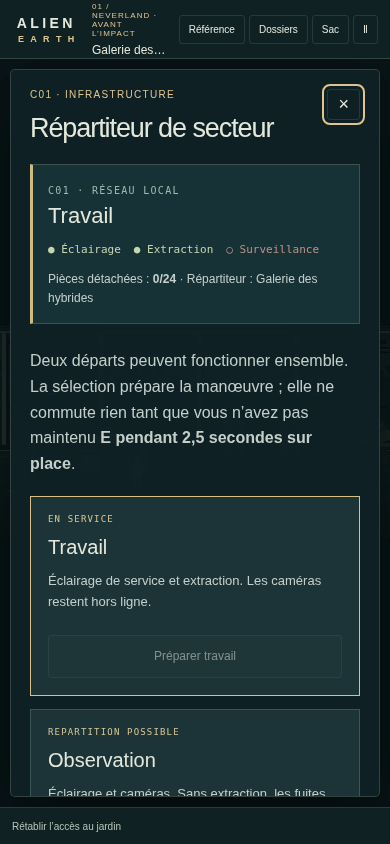 ALIEN
EARTH
01 /
NEVERLAND ·
AVANT
L'IMPACT
Galerie des…
Référence
Dossiers
Sac
II
C01 · INFRASTRUCTURE
×
Répartiteur de secteur
C01 · RÉSEAU LOCAL
Travail
● Éclairage ● Extraction ○ Surveillance
Pièces détachées : 0/24 · Répartiteur : Galerie des
hybrides
Deux départs peuvent fonctionner ensemble.
La sélection prépare la manœuvre ; elle ne
commute rien tant que vous n'avez pas
maintenu E pendant 2,5 secondes sur
place.
EN SERVICE
Travail
Éclairage de service et extraction. Les caméras
restent hors ligne.
Préparer travail
REPARTITION POSSIBLE
Observation
Éclairage et caméras. Sans extraction, les fuites
Rétablir l'accès au jardin